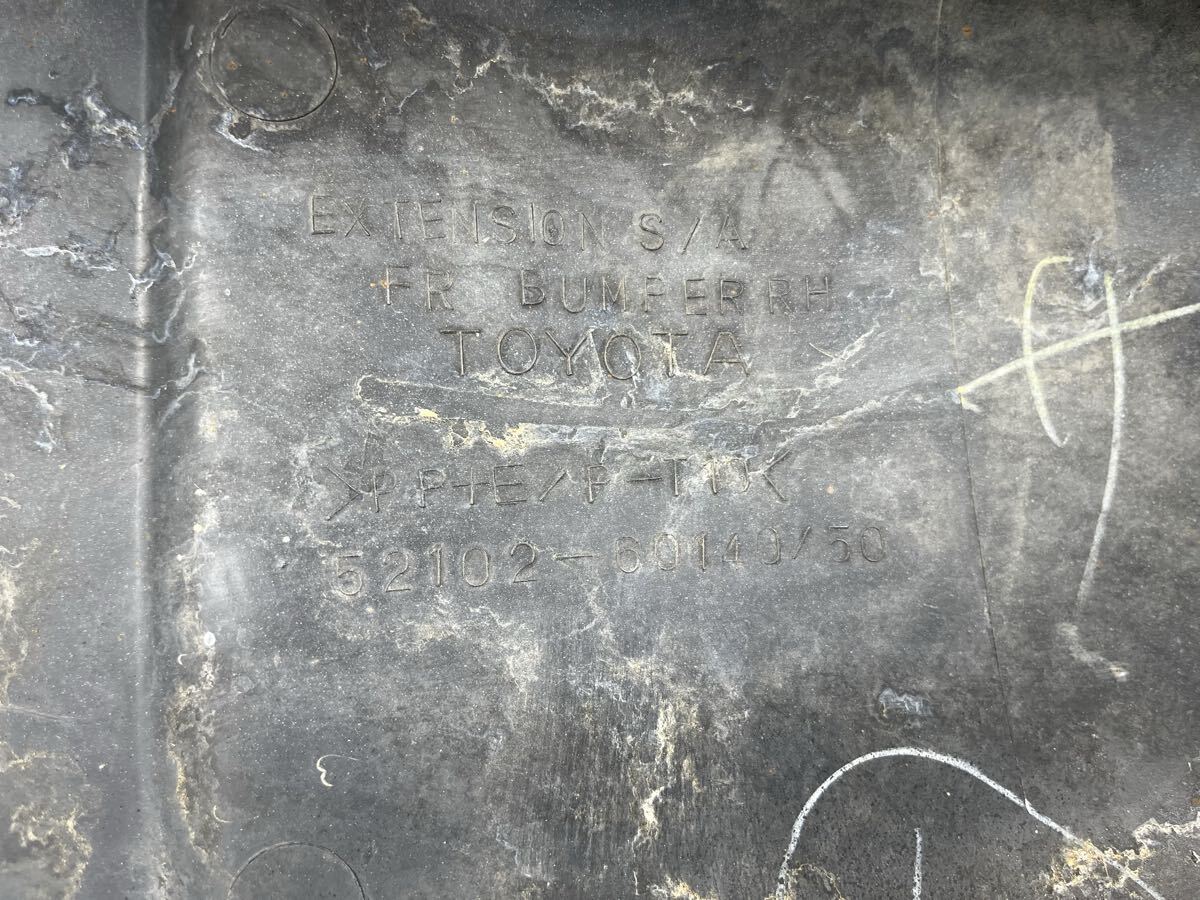 EXTENSION S/A
FR BUMPER RH
TOYOTA
>PP+E/P-T10<
52102-60140/50